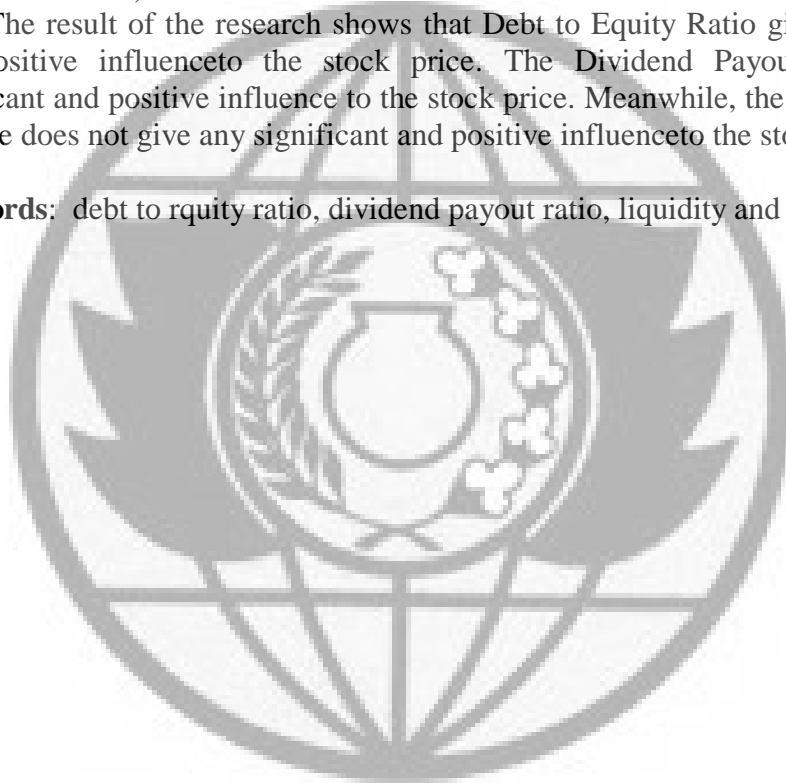 The result of the research shows that Debt to Equity Ratio gi
ositive influenceto the stock price. The Dividend Payou
cant and positive influence to the stock price. Meanwhile, the
e does not give any significant and positive influenceto the sto
ords: debt to rquity ratio, dividend payout ratio, liquidity and